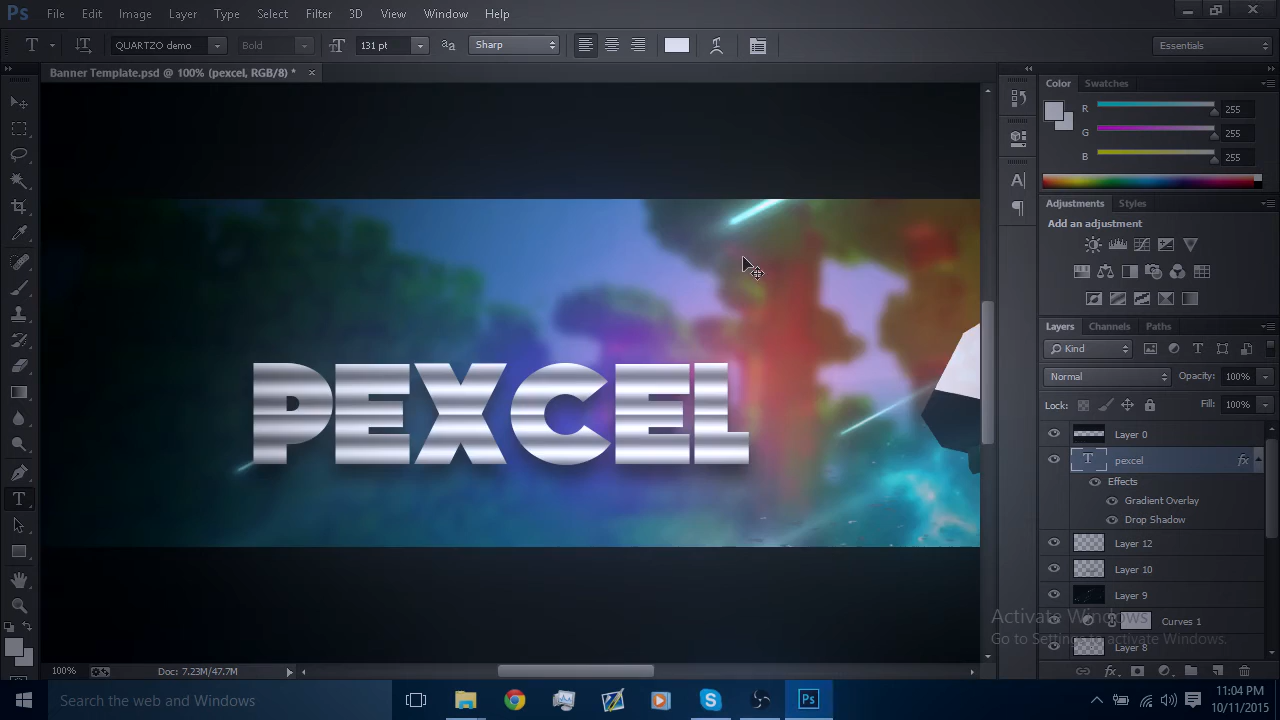 Ps File Edit Image Layer Type Select Filter 3D View Window Help
T QUARTZO demo Bold 131 pt Sharp Essentials
Banner Template.psd @ 100% (pexcel, RGB/8) * ×
Color Swatches
R 255
G 255
B 255
Adjustments Styles
Add an adjustment
Layers Channels Paths
Kind
Normal Opacity: 100%
Lock: Fill: 100%
Layer 0
pexcel fx
Effects
Gradient Overlay
Drop Shadow
Layer 12
Layer 10
Layer 9
Curves 1
Layer 8
PEXCEL
Activate Windows
Go to Settings to activate Windows.
100% Doc: 7.23M/47.7M
Search the web and Windows
11:04 PM
10/11/2015